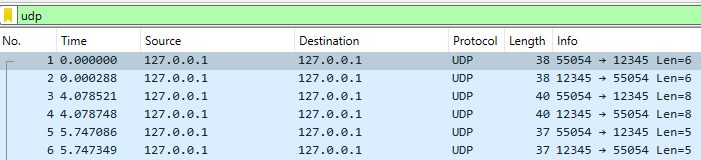 udp
No. Time Source Destination Protocol Length Info
1 0.000000 127.0.0.1 127.0.0.1 UDP 38 55054 → 12345 Len=6
2 0.000288 127.0.0.1 127.0.0.1 UDP 38 12345 → 55054 Len=6
3 4.078521 127.0.0.1 127.0.0.1 UDP 40 55054 → 12345 Len=8
4 4.078748 127.0.0.1 127.0.0.1 UDP 40 12345 → 55054 Len=8
5 5.747086 127.0.0.1 127.0.0.1 UDP 37 55054 → 12345 Len=5
6 5.747349 127.0.0.1 127.0.0.1 UDP 37 12345 → 55054 Len=5